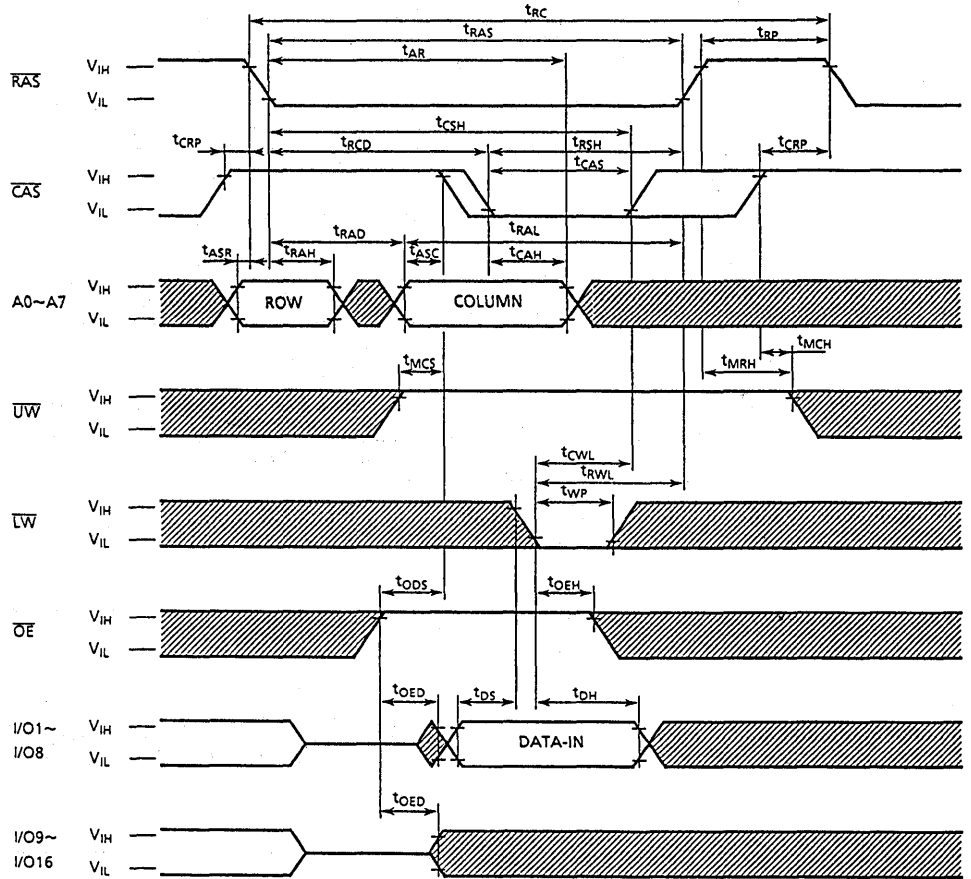 tRC
tRAS
tRP
tAR
RAS
VIH
VIL
tCSH
tCRP
tRCD
tRSH
tCRP
tCAS
CAS
VIH
VIL
tRAD
tRAL
tASR
tRAH
tASC
tCAH
A0~A7
VIH
VIL
ROW
COLUMN
tMCH
tMCS
tMRH
UW
VIH
VIL
tCWL
tRWL
tWP
LW
VIH
VIL
tODS
tOEH
OE
VIH
VIL
tOED
tDS
tDH
I/O1~
I/O8
VIH
VIL
DATA-IN
tOED
I/O9~
I/O16
VIH
VIL